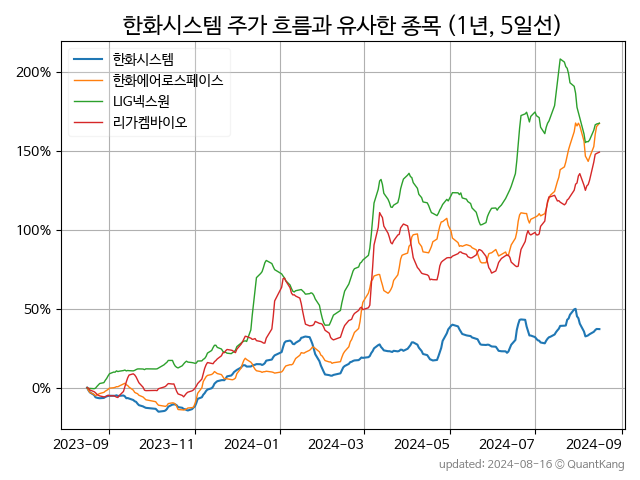 한화시스템 주가 흐름과 유사한 종목 (1년, 5일선)
한화시스템
한화에어로스페이스
LIG넥스원
리가켐바이오
200%
150%
100%
50%
0%
2023-09 2023-11 2024-01 2024-03 2024-05 2024-07 2024-09
updated: 2024-08-16 © QuantKang